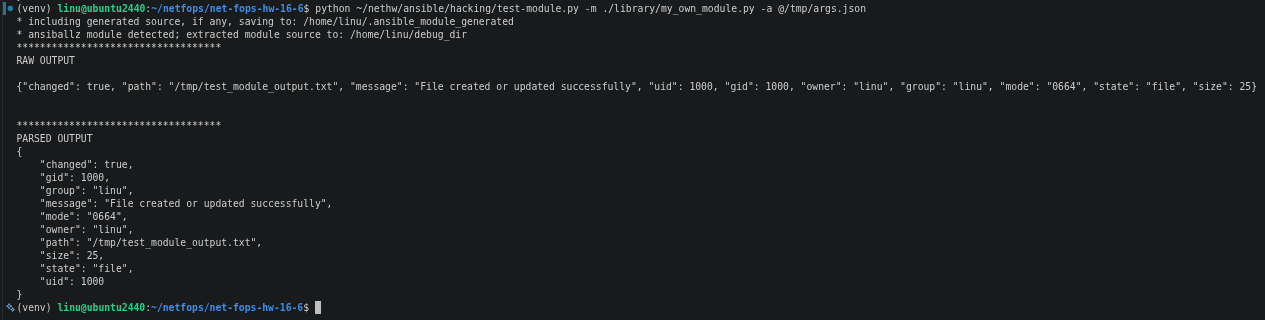 (venv) linu@ubuntu2440:~/netfops/net-fops-hw-16-6$ python ~/nethw/ansible/hacking/test-module.py -m ./library/my_own_module.py -a @/tmp/args.json
* including generated source, if any, saving to: /home/linu/.ansible_module_generated
* ansiballz module detected; extracted module source to: /home/linu/debug_dir
***********************************
RAW OUTPUT
{"changed": true, "path": "/tmp/test_module_output.txt", "message": "File created or updated successfully", "uid": 1000, "gid": 1000, "owner": "linu", "group": "linu", "mode": "0664", "state": "file", "size": 25}
***********************************
PARSED OUTPUT
{
    "changed": true,
    "gid": 1000,
    "group": "linu",
    "message": "File created or updated successfully",
    "mode": "0664",
    "owner": "linu",
    "path": "/tmp/test_module_output.txt",
    "size": 25,
    "state": "file",
    "uid": 1000
}
(venv) linu@ubuntu2440:~/netfops/net-fops-hw-16-6$